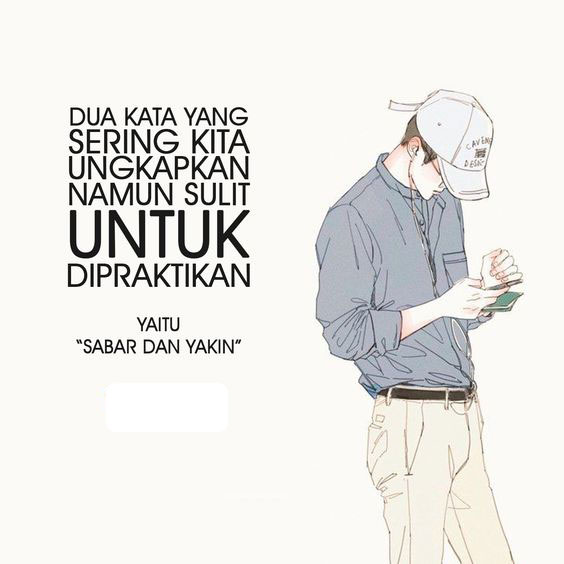 DUA KATA YANG
SERING KITA
UNGKAPKAN
NAMUN SULIT
UNTUK
DIPRAKTIKAN
YAITU
“SABAR DAN YAKIN”